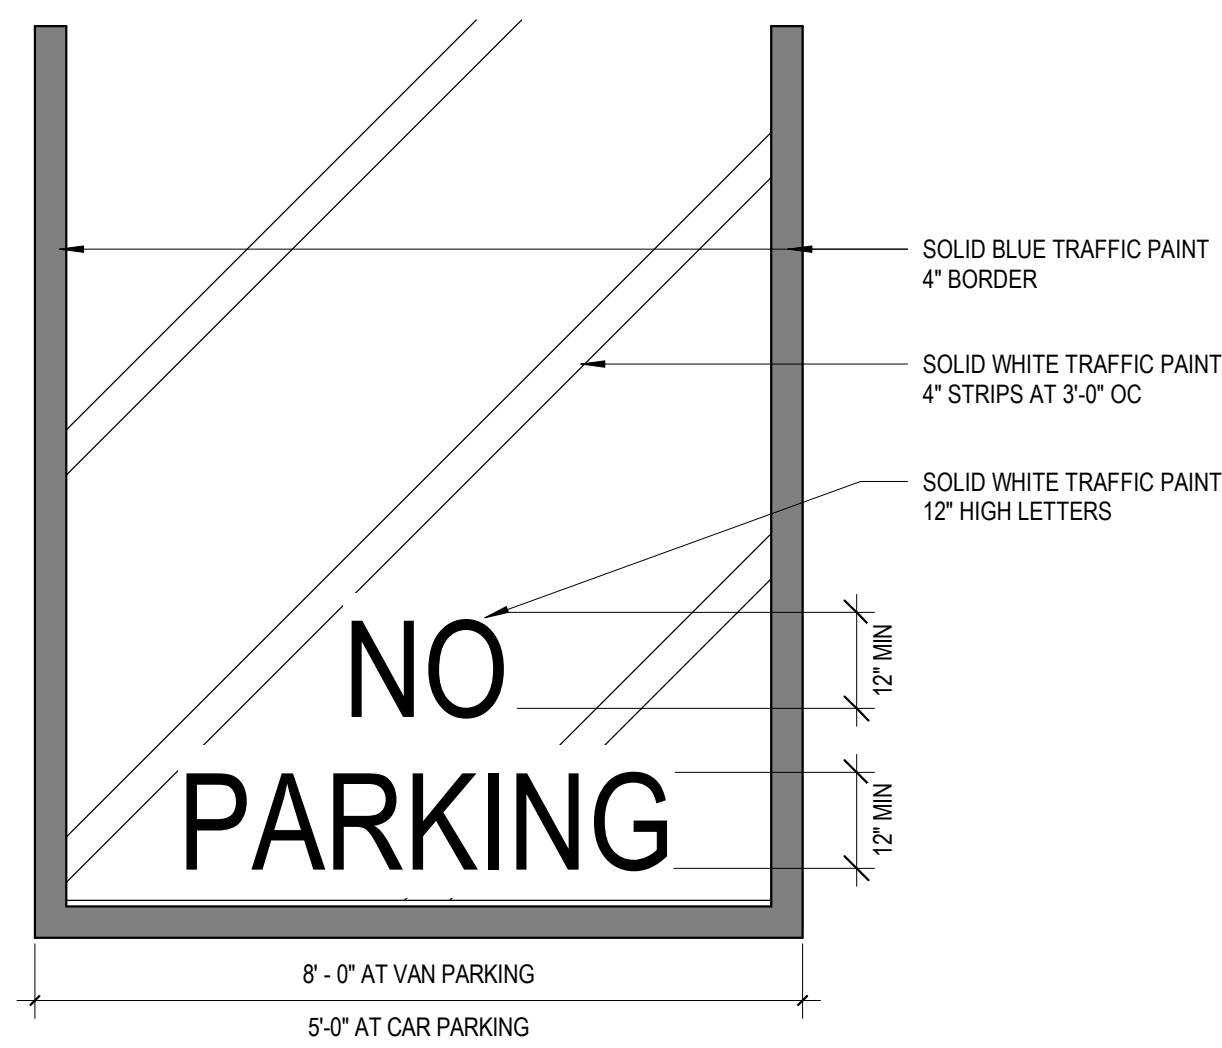 SOLID BLUE TRAFFIC PAINT
4" BORDER
SOLID WHITE TRAFFIC PAINT
4" STRIPS AT 3'-0" OC
SOLID WHITE TRAFFIC PAINT
12" HIGH LETTERS
NO
12" MIN
PARKING
12" MIN
8' - 0" AT VAN PARKING
5'-0" AT CAR PARKING